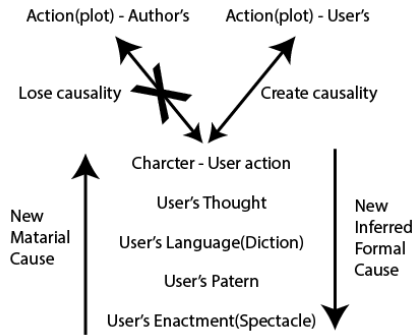 Action(plot) - Author's
Action(plot) - User's
Lose causality
Create causality
Charcter - User action
User's Thought
User's Language(Diction)
User's Patern
User's Enactment(Spectacle)
New
Matarial
Cause
New
Inferred
Formal
Cause